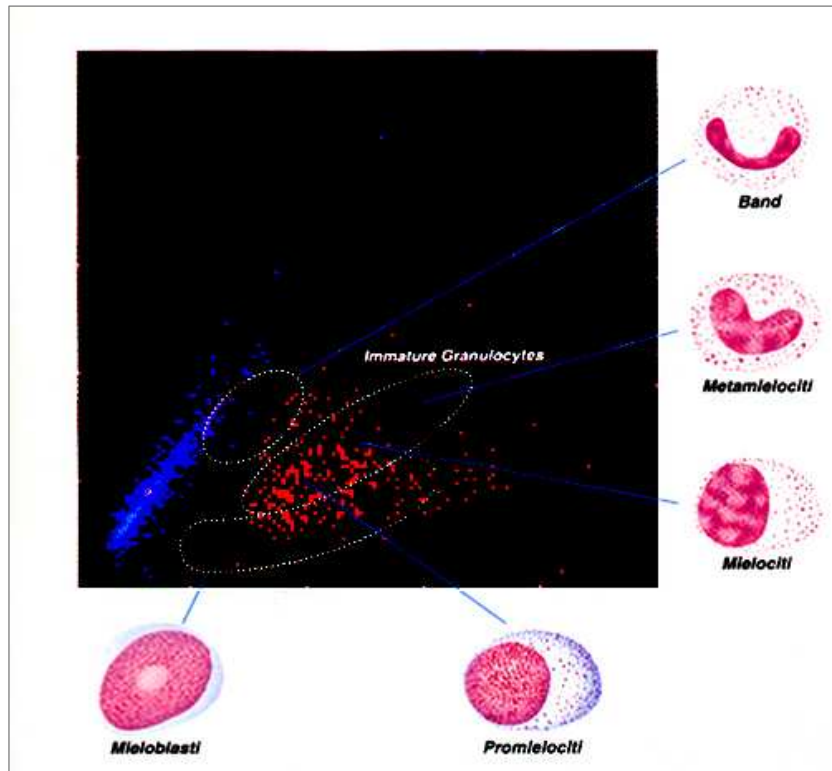 Band
Immature Granulocytes
Metamielociti
Mielociti
Mieloblasti
Promielociti